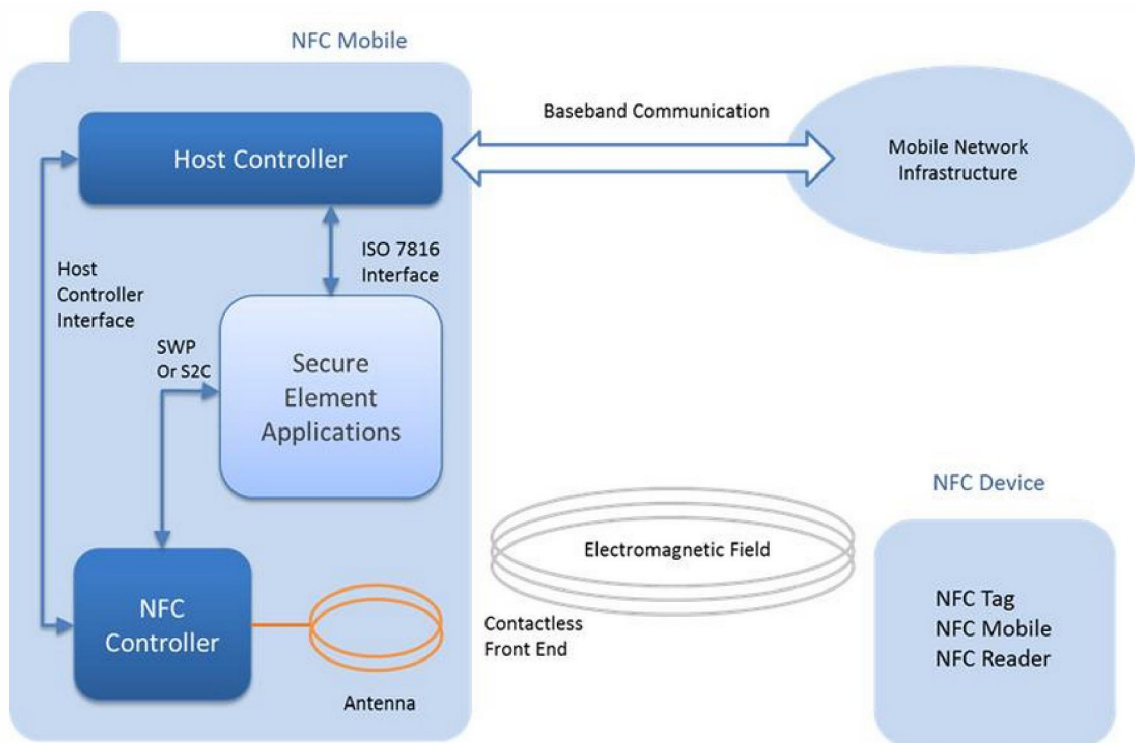 NFC Mobile
Host Controller
Baseband Communication
Mobile Network
Infrastructure
ISO 7816
Interface
Host
Controller
Interface
SWP
Or S2C
Secure
Element
Applications
NFC Device
Electromagnetic Field
NFC
Controller
Contactless
Front End
NFC Tag
NFC Mobile
NFC Reader
Antenna